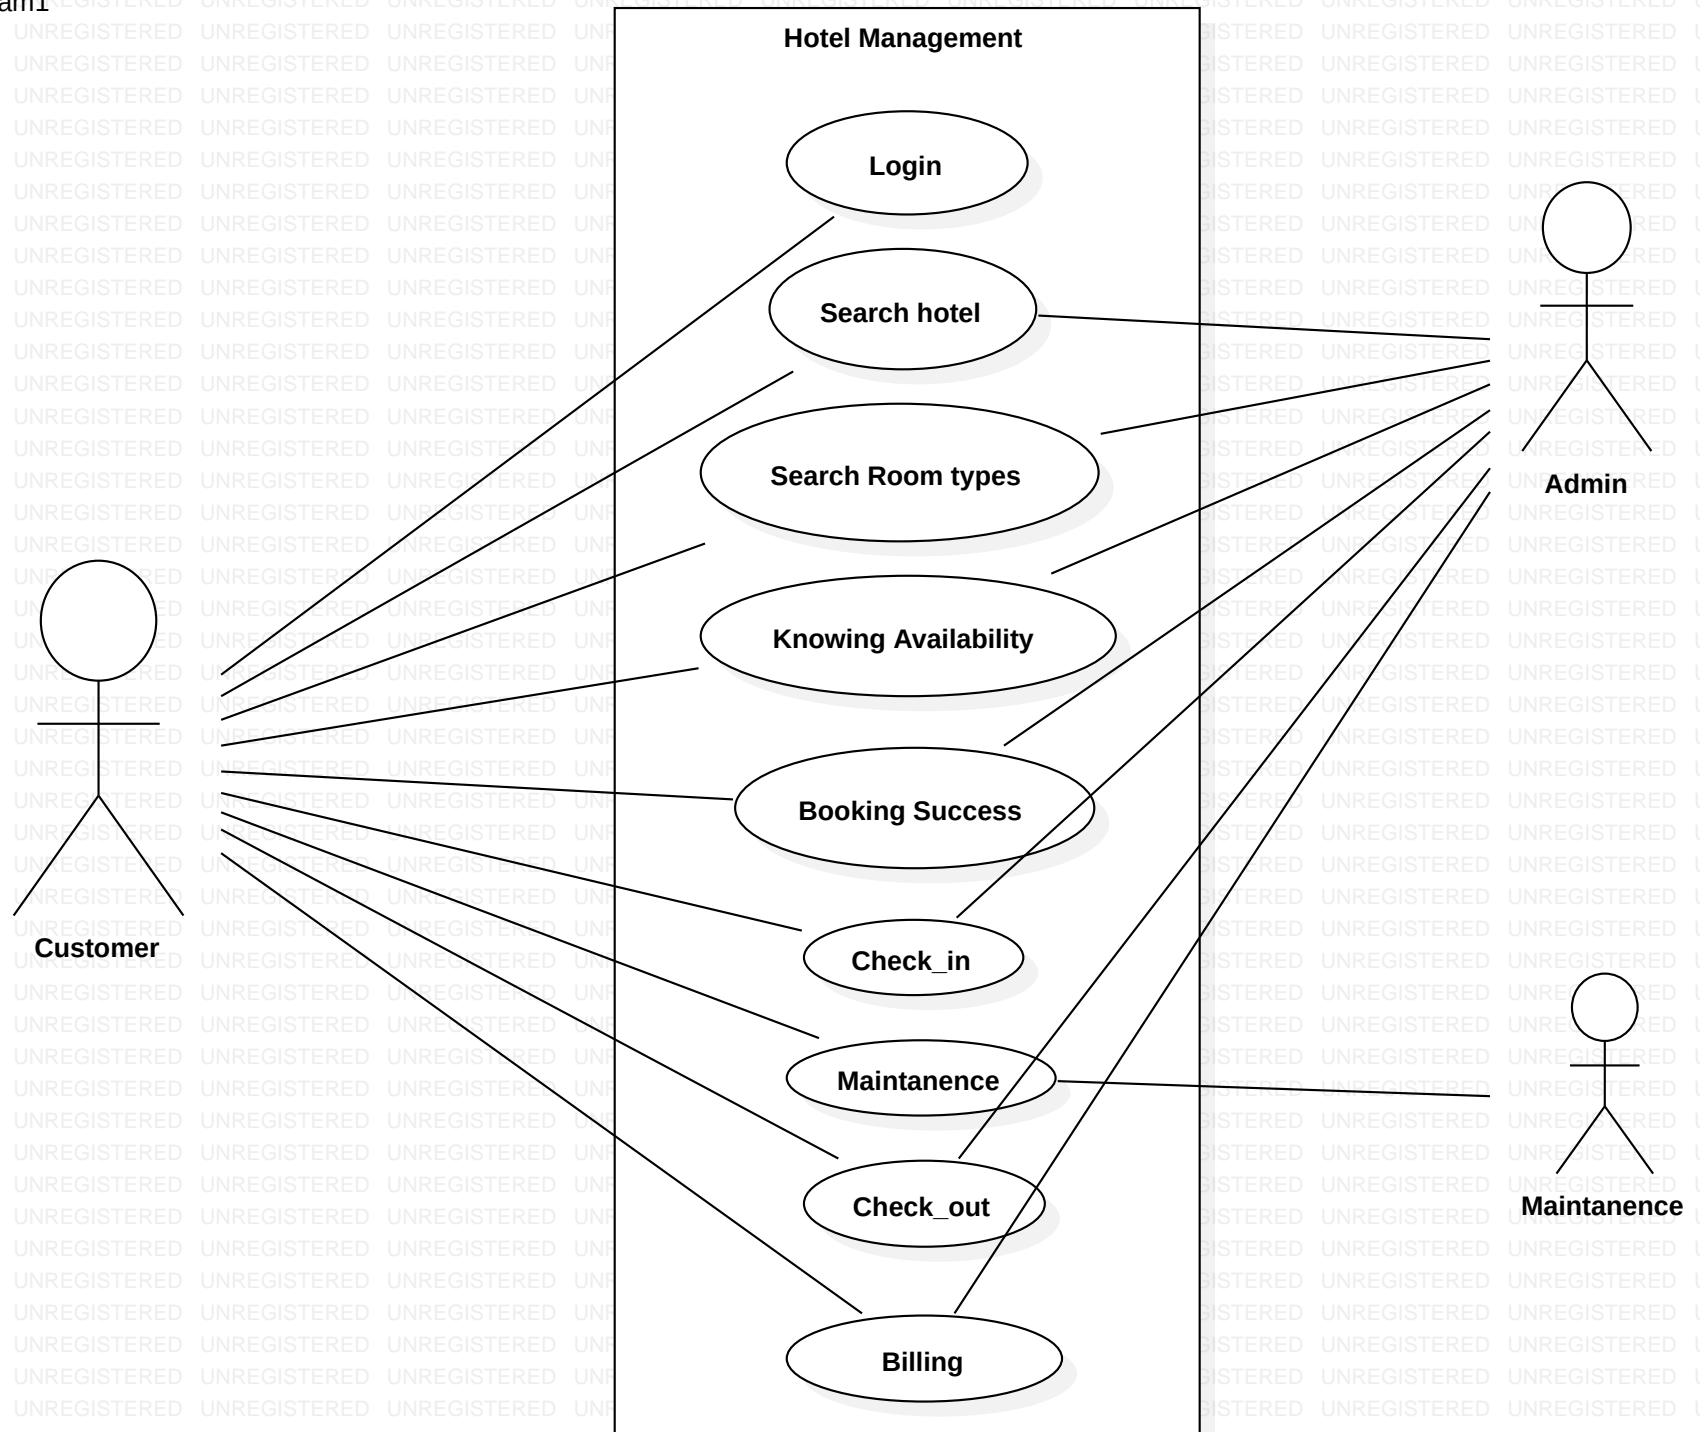 am1
Hotel Management
Login
Search hotel
Search Room types
Admin
Knowing Availability
Booking Success
Customer
Check_in
Maintanence
Check_out
Maintanence
Billing
UNREGISTERED